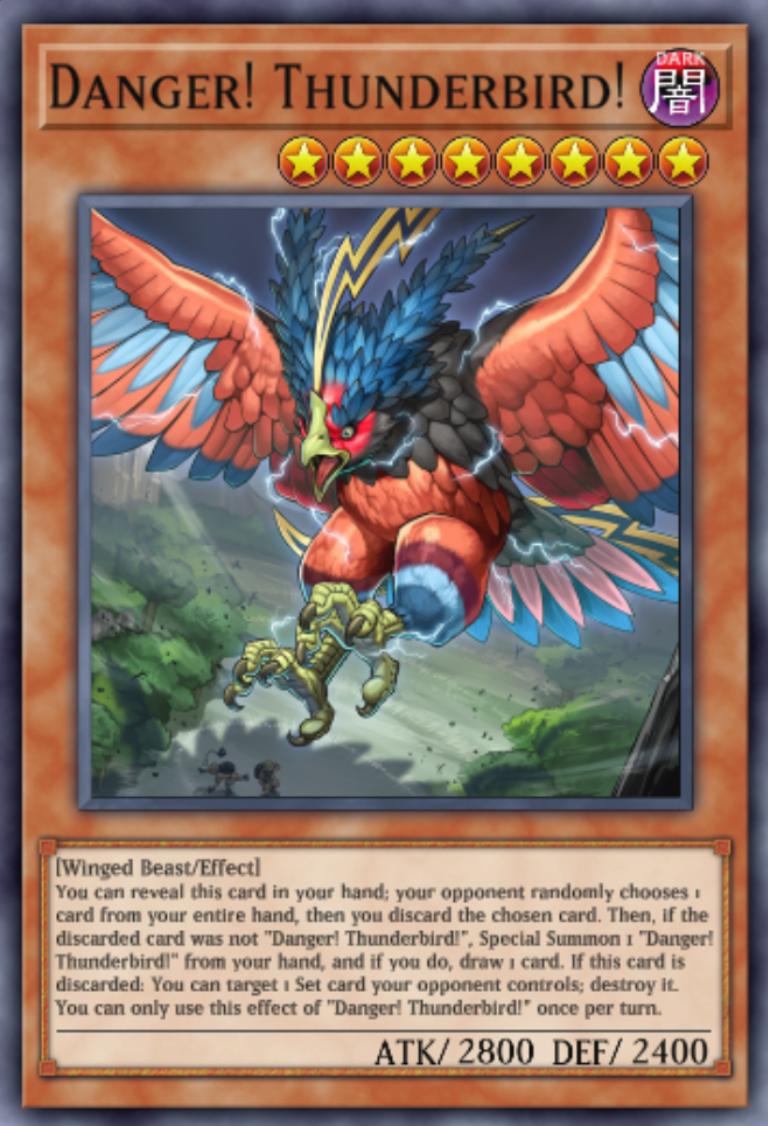 DANGER! THUNDERBIRD!
DARK
闇
[Winged Beast/Effect]
You can reveal this card in your hand; your opponent randomly chooses 1
card from your entire hand, then you discard the chosen card. Then, if the
discarded card was not "Danger! Thunderbird!", Special Summon 1 "Danger!
Thunderbird!" from your hand, and if you do, draw 1 card. If this card is
discarded: You can target 1 Set card your opponent controls; destroy it.
You can only use this effect of "Danger! Thunderbird!" once per turn.
ATK/ 2800 DEF/ 2400